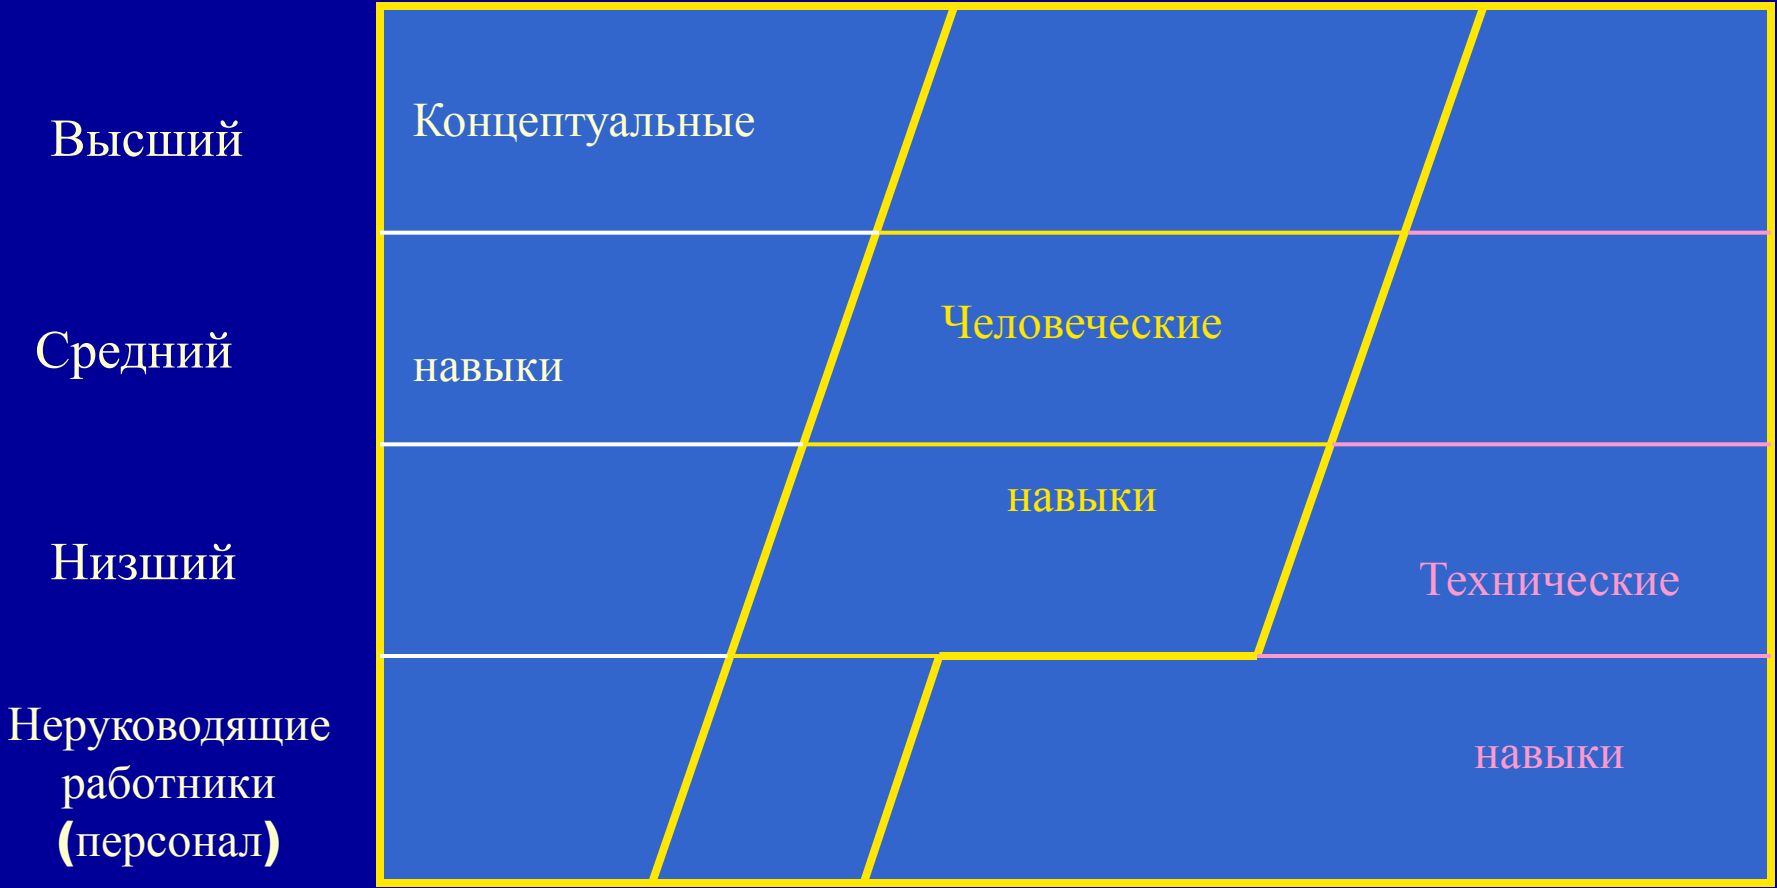 Высший
Концептуальные
Средний
навыки
Человеческие
навыки
Низший
Технические
навыки
Неруководящие
работники
(персонал)